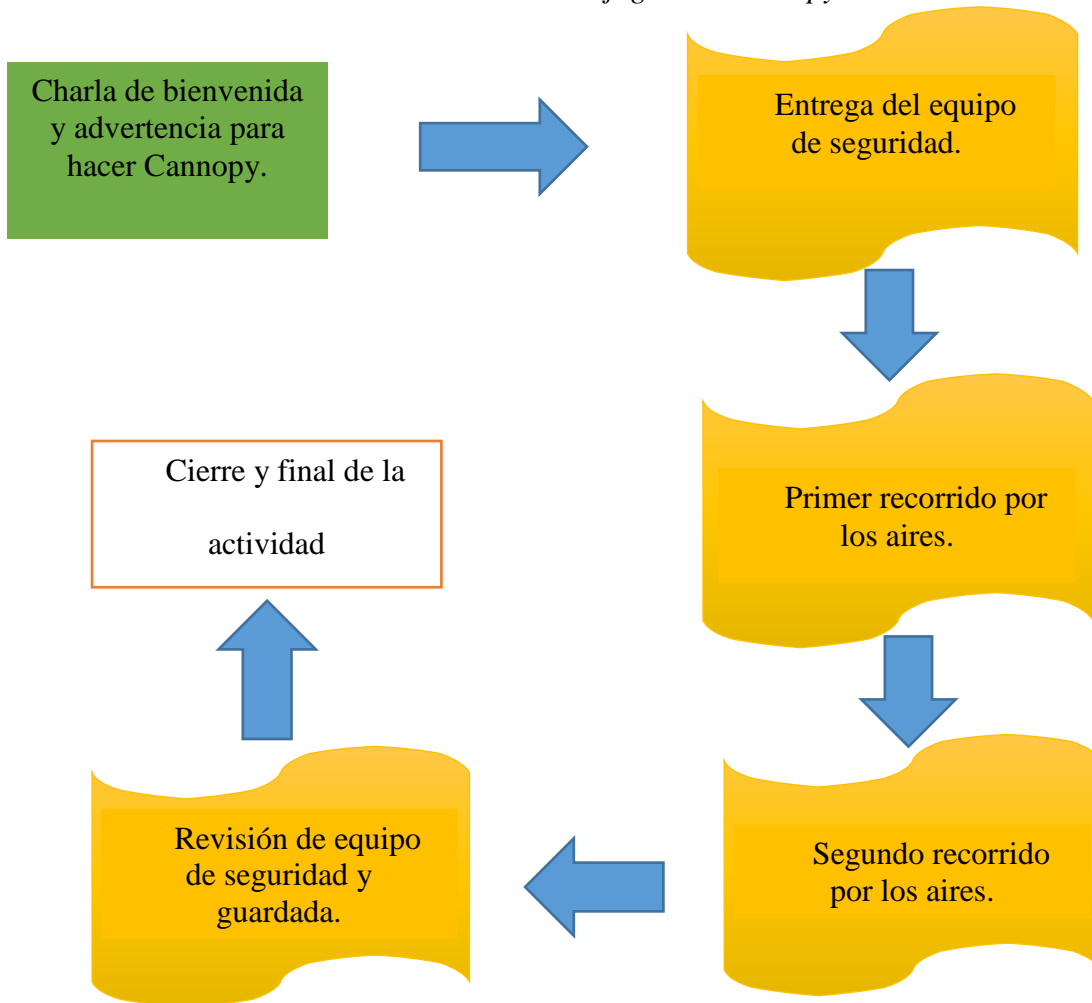 Charla de bienvenida
y advertencia para
hacer Cannopy.
Entrega del equipo
de seguridad.
Primer recorrido por
los aires.
Segundo recorrido
por los aires.
Revisión de equipo
de seguridad y
guardada.
Cierre y final de la
actividad